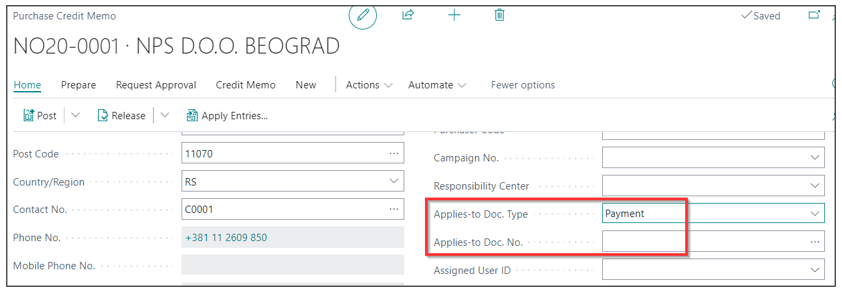 Purchase Credit Memo
Saved
NO20-0001 · NPS D.O.O. BEOGRAD
Home Prepare Request Approval Credit Memo New Actions Automate Fewer options
Post Release Apply Entries...
Purchaser Code
Post Code 11070 Campaign No.
Country/Region RS Responsibility Center
Contact No. C0001 Applies-to Doc. Type Payment
Phone No. +381 11 2609 850 Applies-to Doc. No.
Mobile Phone No. Assigned User ID